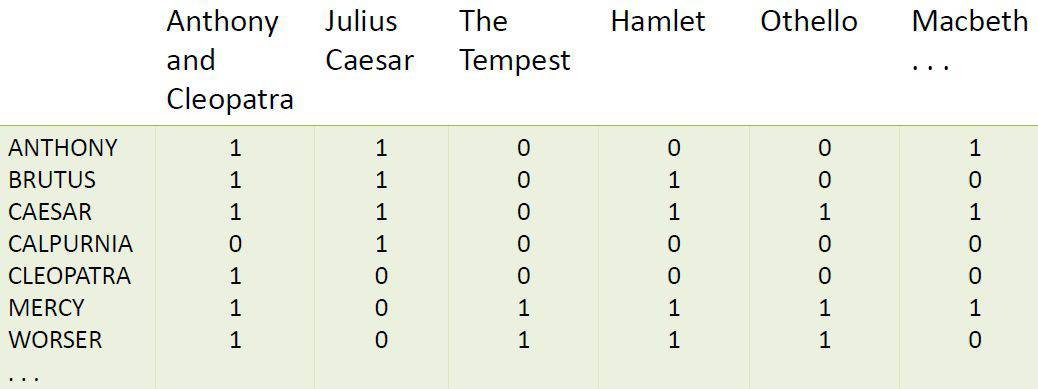 Anthony and Cleopatra Julius Caesar The Tempest Hamlet Othello Macbeth . . .
ANTHONY 1 1 0 0 0 1
BRUTUS 1 1 0 1 0 0
CAESAR 1 1 0 1 1 1
CALPURNIA 0 1 0 0 0 0
CLEOPATRA 1 0 0 0 0 0
MERCY 1 0 1 1 1 1
WORSER 1 0 1 1 1 0
. . .